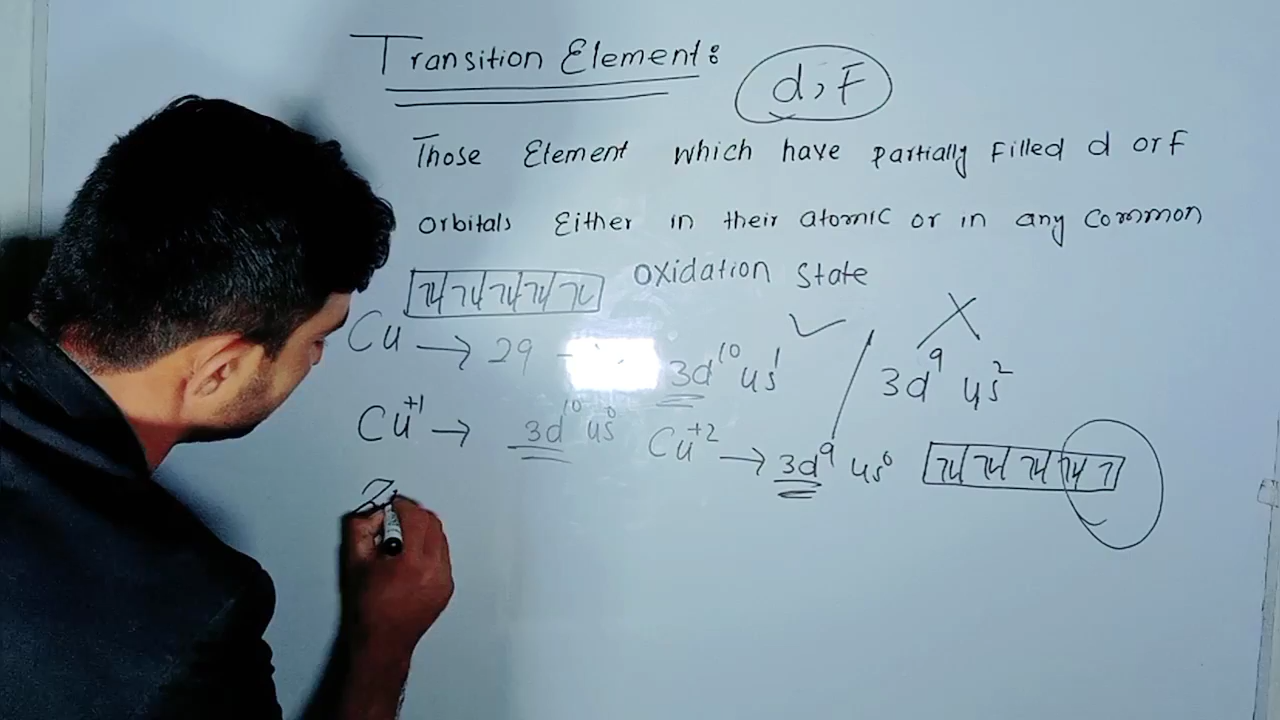 Transition Element:
d, F
Those Element which have partially Filled d or F
orbitals Either in their atomic or in any common
oxidation state
Cu → 29 - 3d¹⁰ 4s¹ / 3d⁹ 4s²
Cu⁺¹ → 3d¹⁰ 4s⁰ Cu⁺² → 3d⁹ 4s⁰